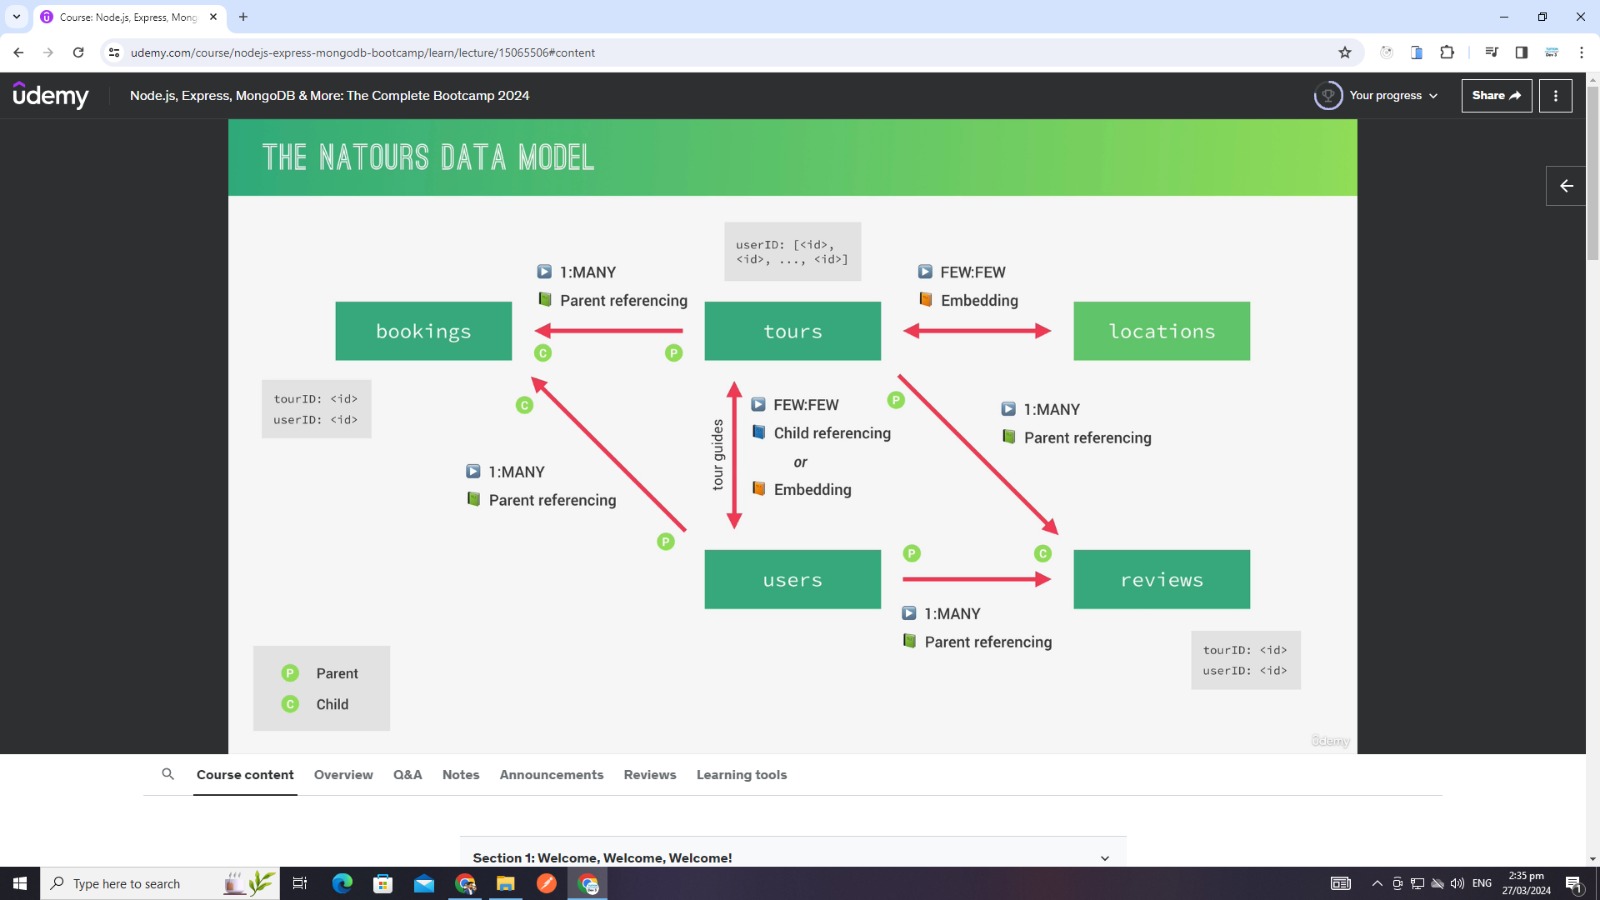 Course: Node.js, Express, Mong
udemy.com/course/nodejs-express-mongodb-bootcamp/learn/lecture/15065506#content
udemy
Node.js, Express, MongoDB & More: The Complete Bootcamp 2024
Your progress
Share
THE NATOURS DATA MODEL
userID: [<id>,
<id>, ..., <id>]
1:MANY
Parent referencing
FEW:FEW
Embedding
bookings
tours
locations
C
P
tourID: <id>
userID: <id>
C
tour guides
FEW:FEW
Child referencing
or
Embedding
P
1:MANY
Parent referencing
1:MANY
Parent referencing
P
users
P
C
reviews
1:MANY
Parent referencing
tourID: <id>
userID: <id>
P Parent
C Child
udemy
Course content
Overview
Q&A
Notes
Announcements
Reviews
Learning tools
Section 1: Welcome, Welcome, Welcome!
Type here to search
ENG
2:35 pm
27/03/2024
1